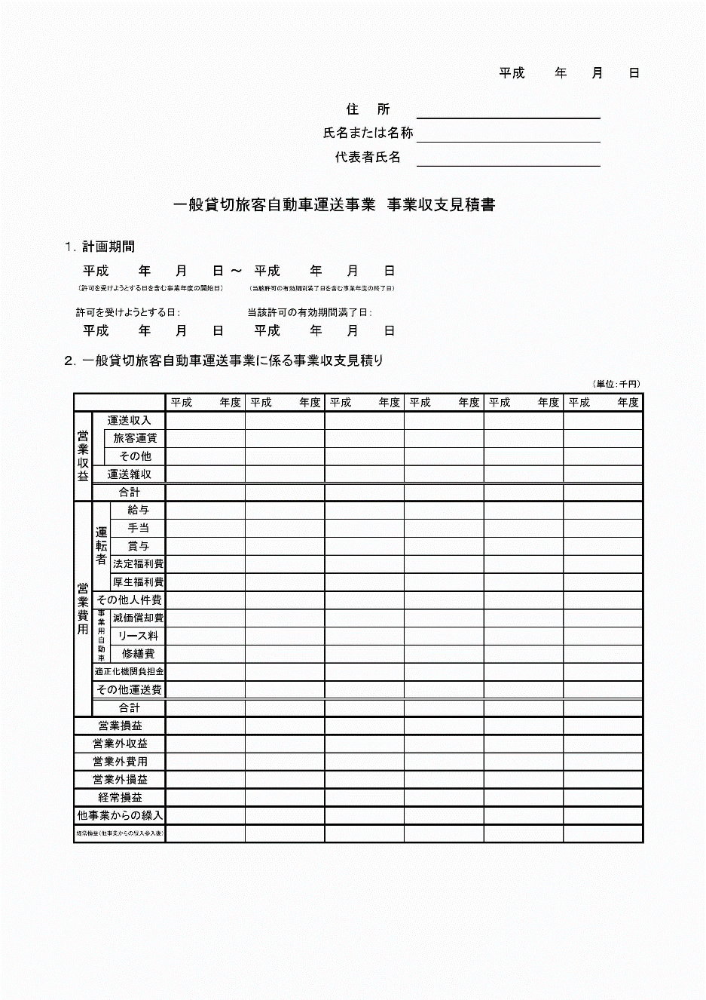 平成　　年　　月　　日
住　所
氏名または名称
代表者氏名
一般貸切旅客自動車運送事業　事業収支見積書
１．計画期間
平成　　年　　月　　日 ～ 平成　　年　　月　　日
（許可を受けようとする日を含む事業年度の開始日）　（当該許可の有効期間満了日を含む事業年度の終了日）
許可を受けようとする日：　当該許可の有効期間満了日：
平成　　年　　月　　日　平成　　年　　月　　日
２．一般貸切旅客自動車運送事業に係る事業収支見積り
（単位：千円）
平成　　年度　平成　　年度　平成　　年度　平成　　年度　平成　　年度　平成　　年度
営業収益
運送収入
旅客運賃
その他
運送雑収
合計
営業費用
運転者
給与
手当
賞与
法定福利費
厚生福利費
その他人件費
事業用自動車
減価償却費
リース料
修繕費
適正化機関負担金
その他運送費
合計
営業損益
営業外収益
営業外費用
営業外損益
経常損益
他事業からの繰入
経常損益（他事業からの繰入参入後）